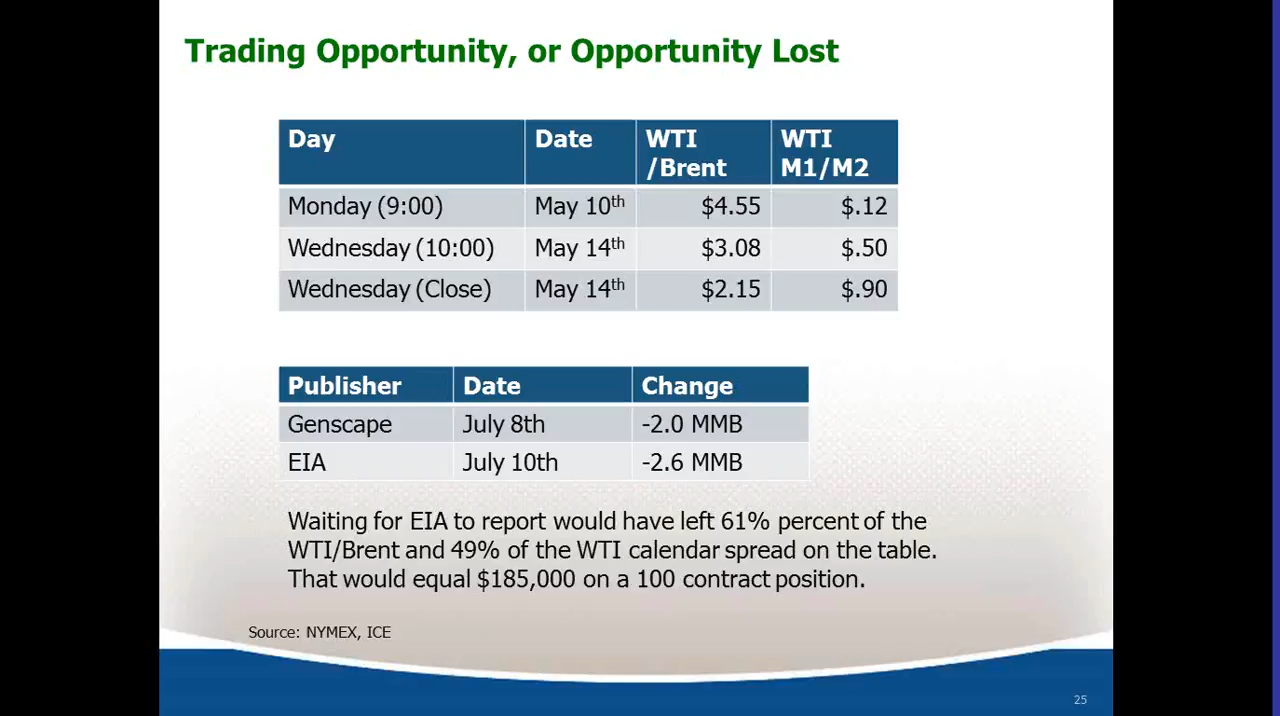 Trading Opportunity, or Opportunity Lost
Day Date WTI /Brent WTI M1/M2
Monday (9:00) May 10th $4.55 $.12
Wednesday (10:00) May 14th $3.08 $.50
Wednesday (Close) May 14th $2.15 $.90
Publisher Date Change
Genscape July 8th -2.0 MMB
EIA July 10th -2.6 MMB
Waiting for EIA to report would have left 61% percent of the
WTI/Brent and 49% of the WTI calendar spread on the table.
That would equal $185,000 on a 100 contract position.
Source: NYMEX, ICE
25